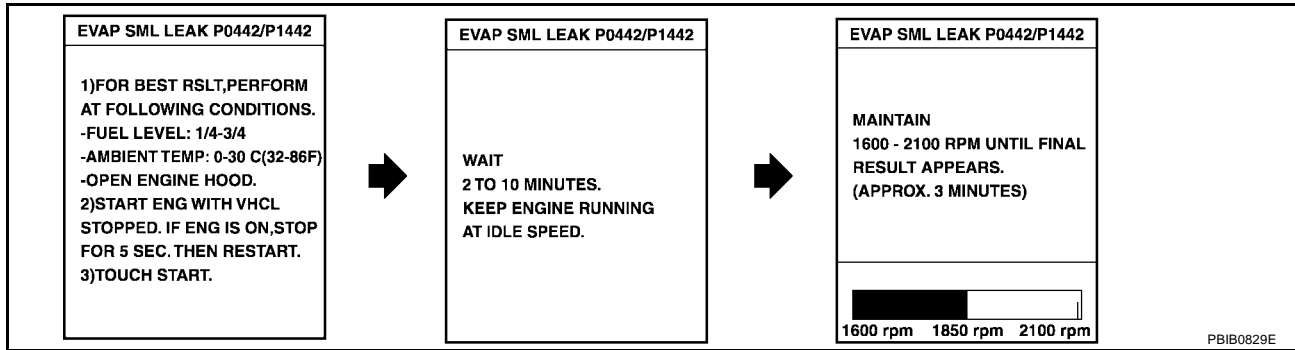 EVAP SML LEAK P0442/P1442
1)FOR BEST RSLT,PERFORM
AT FOLLOWING CONDITIONS.
-FUEL LEVEL: 1/4-3/4
-AMBIENT TEMP: 0-30 C(32-86F)
-OPEN ENGINE HOOD.
2)START ENG WITH VHCL
STOPPED. IF ENG IS ON,STOP
FOR 5 SEC. THEN RESTART.
3)TOUCH START.
EVAP SML LEAK P0442/P1442
WAIT
2 TO 10 MINUTES.
KEEP ENGINE RUNNING
AT IDLE SPEED.
EVAP SML LEAK P0442/P1442
MAINTAIN
1600 - 2100 RPM UNTIL FINAL
RESULT APPEARS.
(APPROX. 3 MINUTES)
1600 rpm 1850 rpm 2100 rpm
PBIB0829E